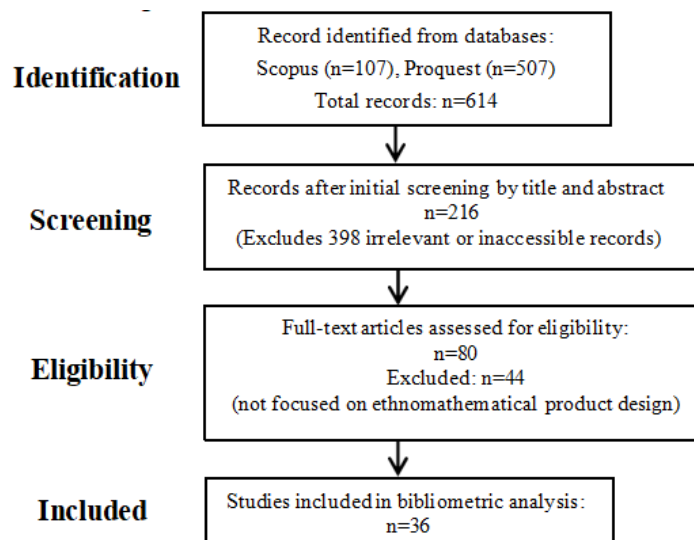 Identification
Record identified from databases:
Scopus (n=107), Proquest (n=507)
Total records: n=614
Screening
Records after initial screening by title and abstract
n=216
(Excludes 398 irrelevant or inaccessible records)
Eligibility
Full-text articles assessed for eligibility:
n=80
Excluded: n=44
(not focused on ethnomathematical product design)
Included
Studies included in bibliometric analysis:
n=36